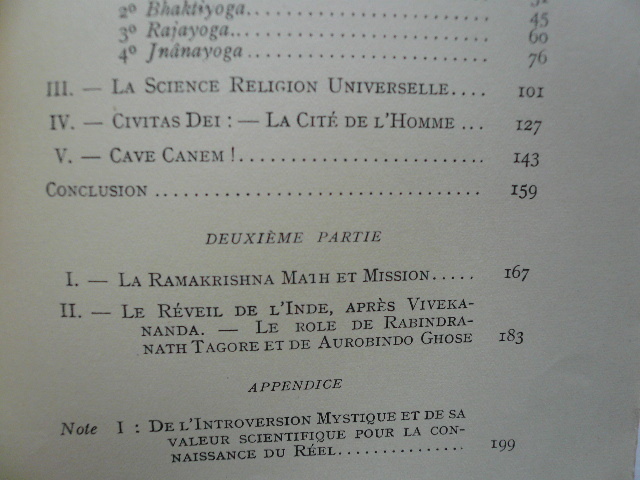 2º Bhaktiyoga................ 45
3º Rajayoga.................. 60
4º Jnânayoga................. 76
III. — LA SCIENCE RELIGION UNIVERSELLE.... 101
IV. — CIVITAS DEI : — LA CITÉ DE L'HOMME ... 127
V. — CAVE CANEM !......................... 143
CONCLUSION ................................ 159
DEUXIÈME PARTIE
I. — LA RAMAKRISHNA MATH ET MISSION..... 167
II. — LE RÉVEIL DE L'INDE, APRÈS VIVEKA-
NANDA. — LE ROLE DE RABINDRA-
NATH TAGORE ET DE AUROBINDO GHOSE 183
APPENDICE
Note I : DE L'INTROVERSION MYSTIQUE ET DE SA
VALEUR SCIENTIFIQUE POUR LA CON-
NAISSANCE DU RÉEL............... 199